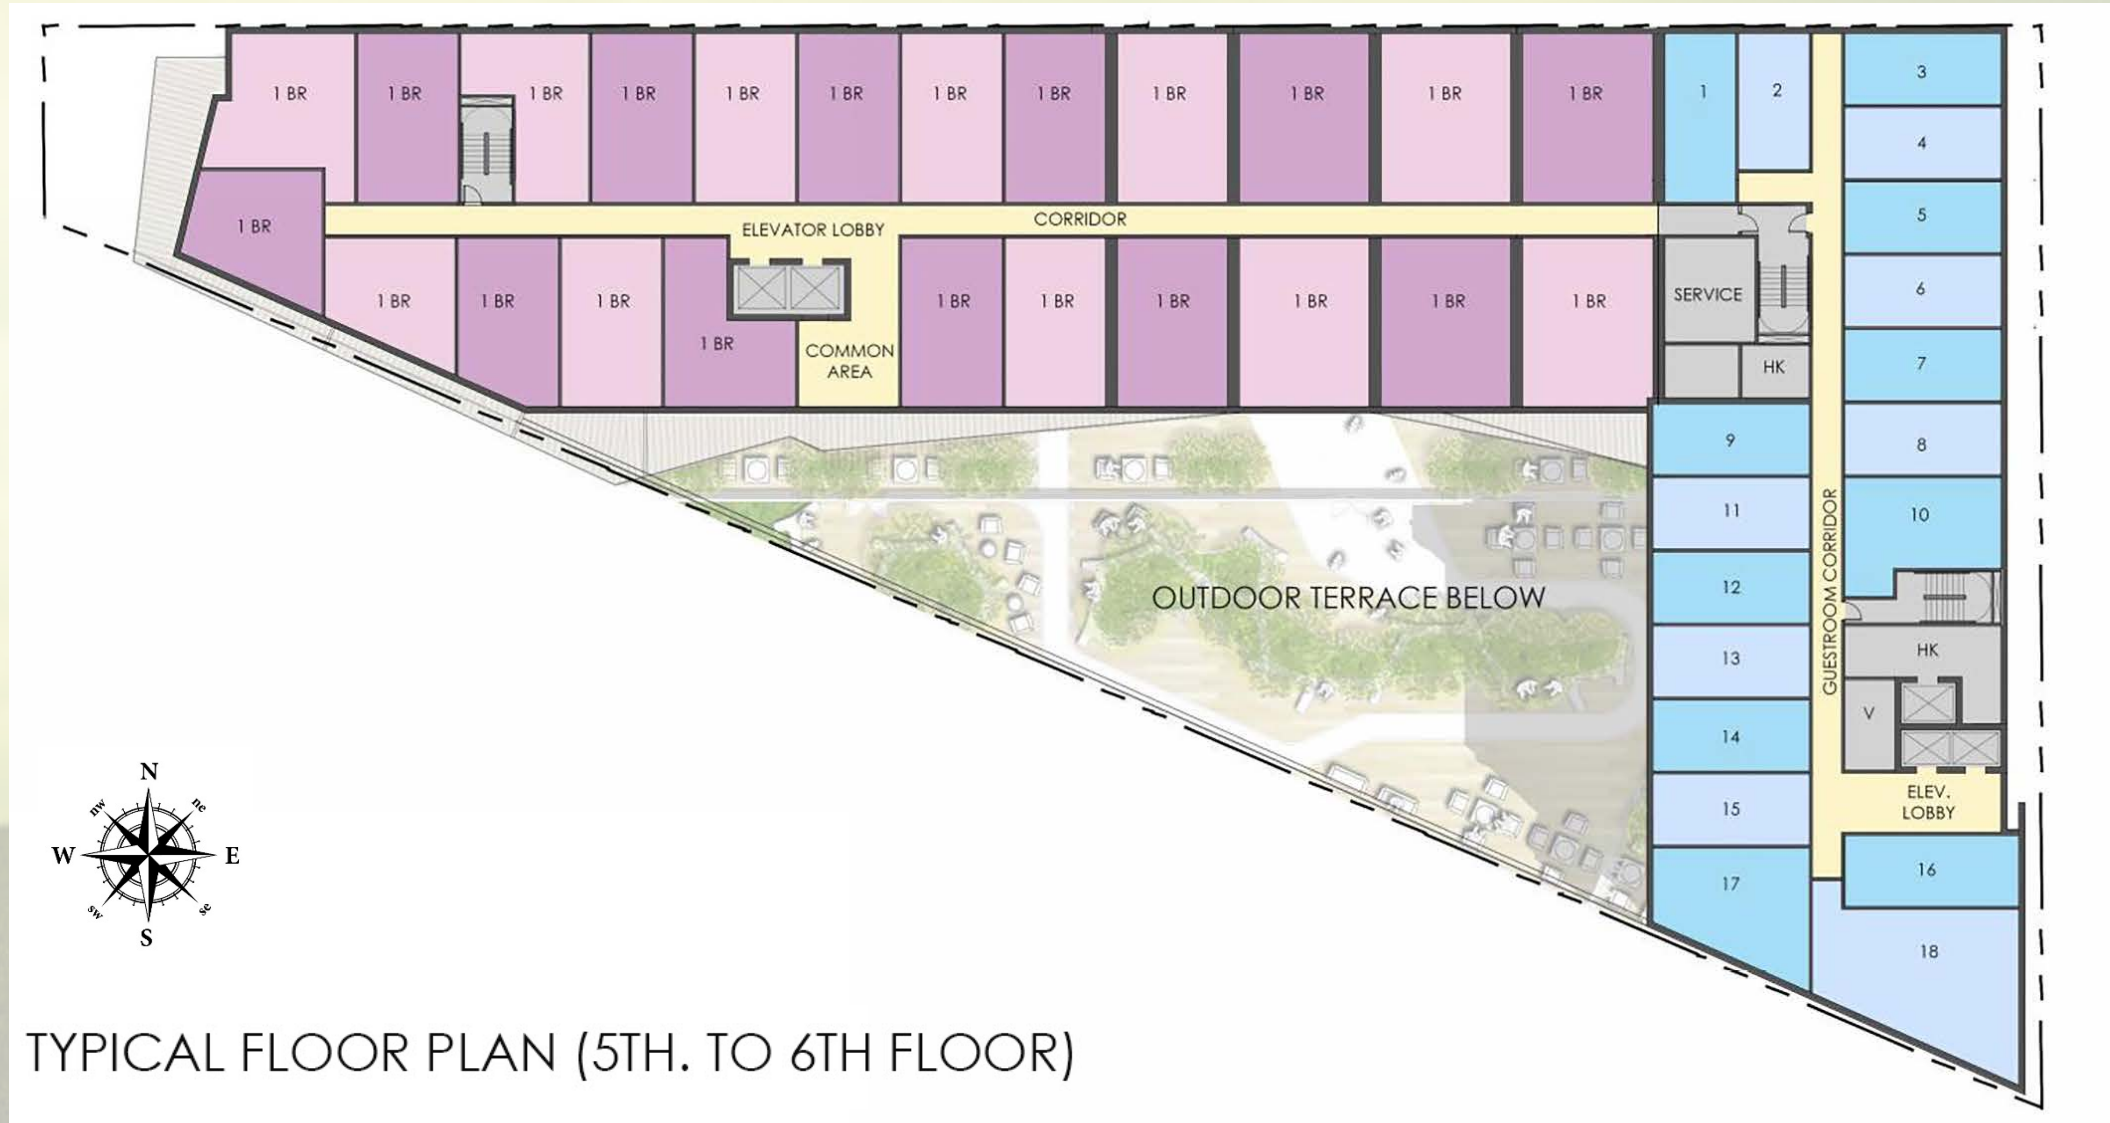 1 BR 1 BR 1 BR 1 BR 1 BR 1 BR 1 BR 1 BR 1 BR 1 BR 1 BR 1 BR
1 2 3
4
5
1 BR
ELEVATOR LOBBY
CORRIDOR
6
1 BR 1 BR 1 BR 1 BR 1 BR 1 BR 1 BR 1 BR 1 BR 1 BR
SERVICE
COMMON
AREA
HK
7
8
9
10
11
12
13
14
15
16
17
18
GUESTROOM CORRIDOR
OUTDOOR TERRACE BELOW
HK
V
ELEV.
LOBBY
N
nw ne
W E
sw se
S
TYPICAL FLOOR PLAN (5TH. TO 6TH FLOOR)